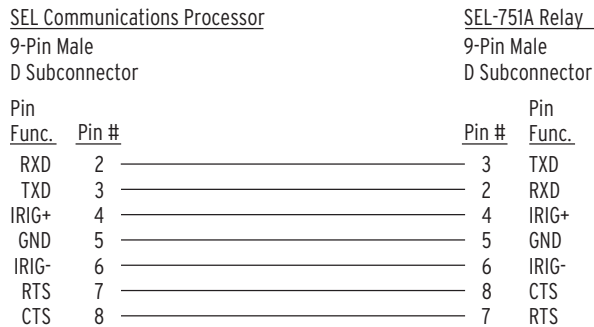 SEL Communications Processor SEL-751A Relay
9-Pin Male 9-Pin Male
D Subconnector D Subconnector
Pin Pin
Func. Pin # Pin # Func.
RXD 2 3 TXD
TXD 3 2 RXD
IRIG+ 4 4 IRIG+
GND 5 5 GND
IRIG- 6 6 IRIG-
RTS 7 8 CTS
CTS 8 7 RTS